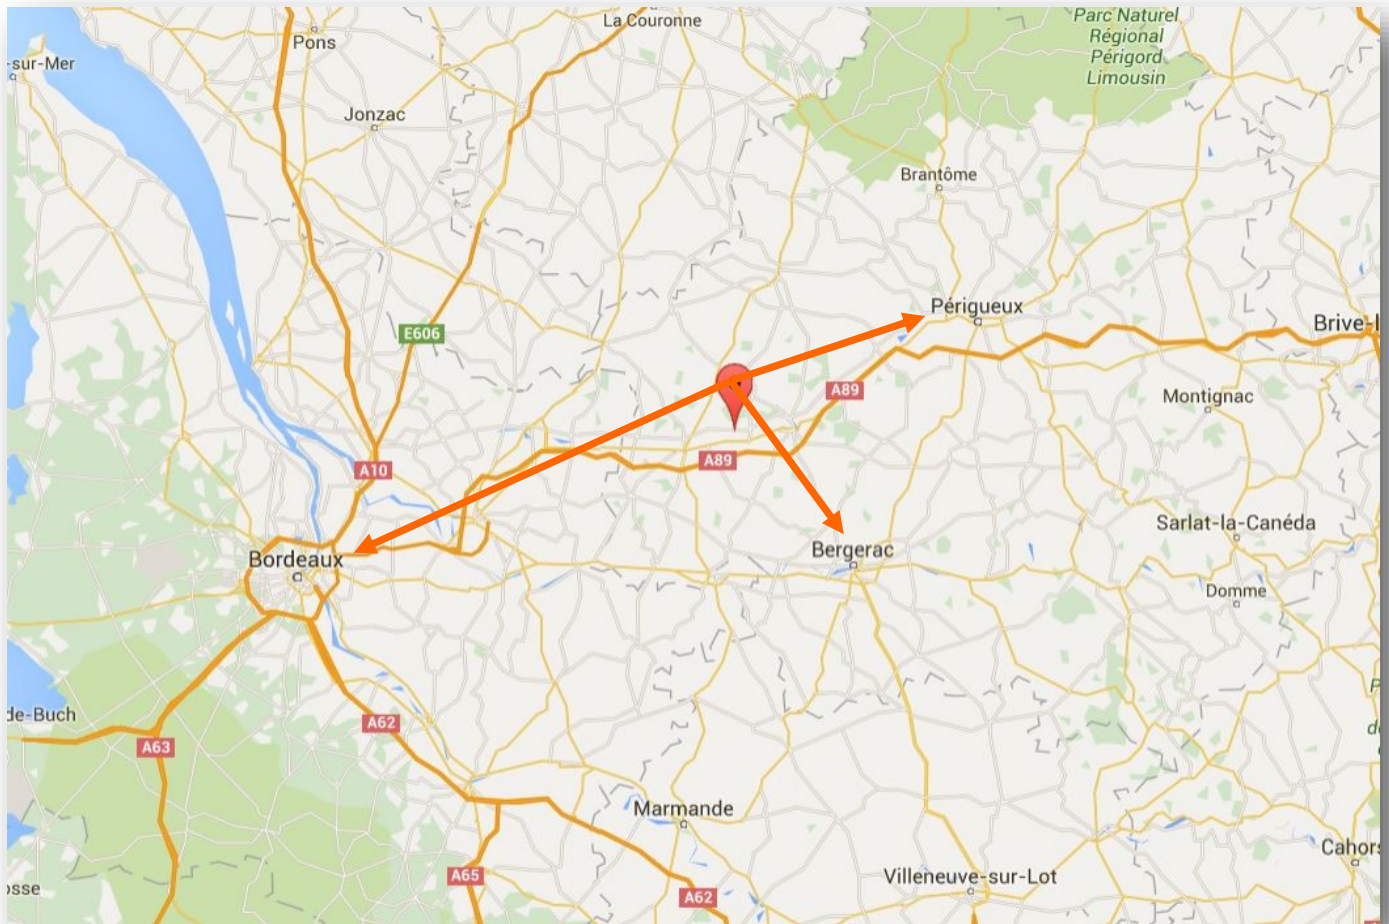 La Couronne
Pons
Parc Naturel
Régional
Périgord
Limousin
-sur-Mer
Jonzac
Brantôme
Périgueux
E606
Brive-l
A89
Montignac
A89
A10
Sarlat-la-Canéda
Bergerac
Bordeaux
Domme
de-Buch
A62
A63
Marmande
Cahors
Villeneuve-sur-Lot
A65
osse
A62